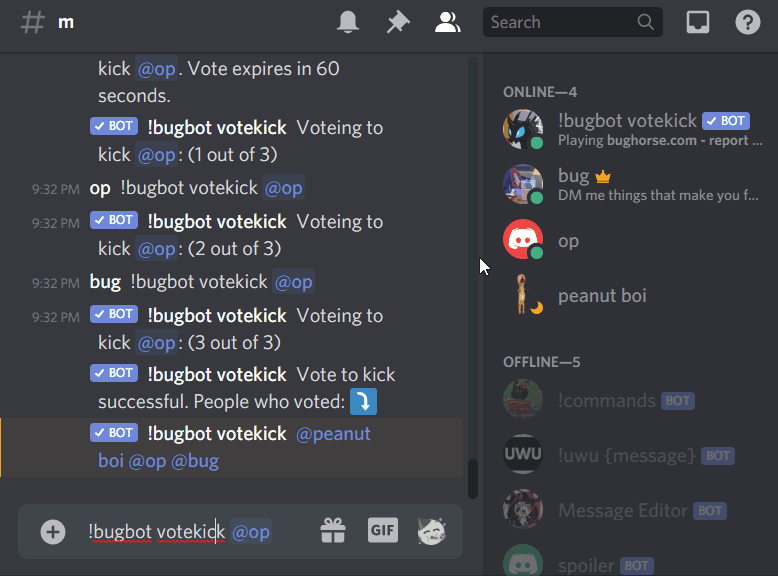 # m
Search
kick @op. Vote expires in 60
seconds.
BOT !bugbot votekick Voteing to
kick @op: (1 out of 3)
9:32 PM op !bugbot votekick @op
9:32 PM BOT !bugbot votekick Voteing to
kick @op: (2 out of 3)
9:32 PM bug !bugbot votekick @op
9:32 PM BOT !bugbot votekick Voteing to
kick @op: (3 out of 3)
BOT !bugbot votekick Vote to kick
successful. People who voted:
BOT !bugbot votekick @peanut
boi @op @bug
!bugbot votekick @op
GIF
ONLINE—4
!bugbot votekick BOT
Playing bughorse.com - report ...
bug
DM me things that make you f...
op
peanut boi
OFFLINE—5
!commands BOT
UWU
!uwu {message} BOT
Message Editor BOT
spoiler BOT